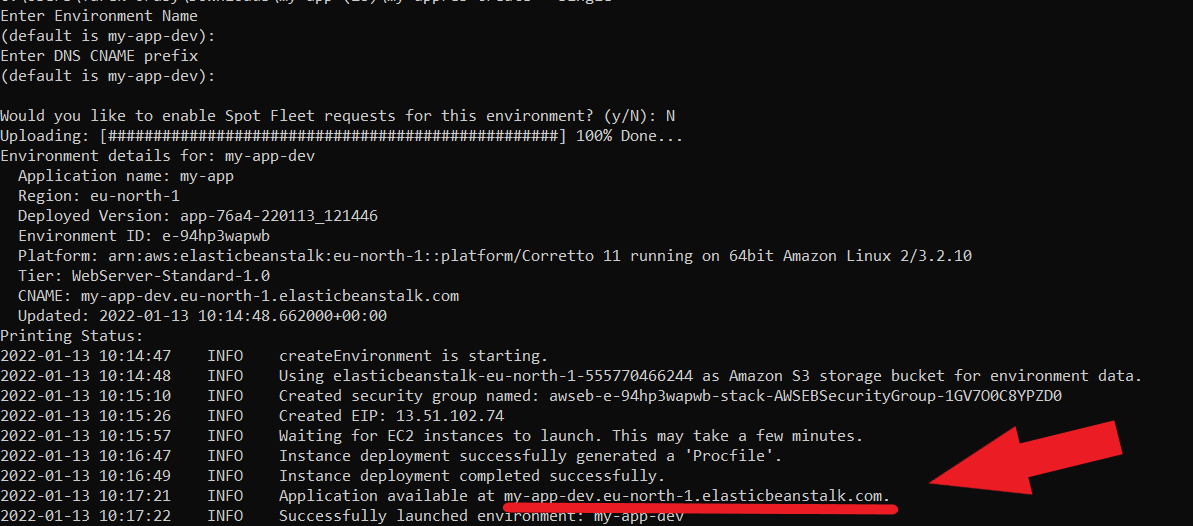 Enter Environment Name
(default is my-app-dev):
Enter DNS CNAME prefix
(default is my-app-dev):
Would you like to enable Spot Fleet requests for this environment? (y/N): N
Uploading: [##################################################] 100% Done...
Environment details for: my-app-dev
  Application name: my-app
  Region: eu-north-1
  Deployed Version: app-76a4-220113_121446
  Environment ID: e-94hp3wapwb
  Platform: arn:aws:elasticbeanstalk:eu-north-1::platform/Corretto 11 running on 64bit Amazon Linux 2/3.2.10
  Tier: WebServer-Standard-1.0
  CNAME: my-app-dev.eu-north-1.elasticbeanstalk.com
  Updated: 2022-01-13 10:14:48.662000+00:00
Printing Status:
2022-01-13 10:14:47    INFO    createEnvironment is starting.
2022-01-13 10:14:48    INFO    Using elasticbeanstalk-eu-north-1-555770466244 as Amazon S3 storage bucket for environment data.
2022-01-13 10:15:10    INFO    Created security group named: awseb-e-94hp3wapwb-stack-AWSEBSecurityGroup-1GV7O0C8YPZD0
2022-01-13 10:15:26    INFO    Created EIP: 13.51.102.74
2022-01-13 10:15:57    INFO    Waiting for EC2 instances to launch. This may take a few minutes.
2022-01-13 10:16:47    INFO    Instance deployment successfully generated a 'Procfile'.
2022-01-13 10:16:49    INFO    Instance deployment completed successfully.
2022-01-13 10:17:21    INFO    Application available at my-app-dev.eu-north-1.elasticbeanstalk.com.
2022-01-13 10:17:22    INFO    Successfully launched environment: my-app-dev